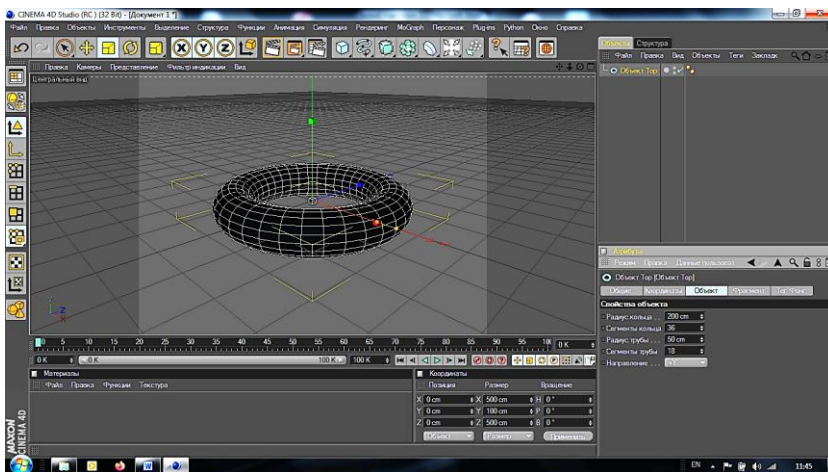 CINEMA 4D Studio (RC ) (32 Bit) - [Документ 1 *]
Файл Правка Объекты Инструменты Выделение Структура Функции Анимация Симуляция Рендеринг MoGraph Персонаж Plugins Python Окно Справка
Правка Камеры Представление Фильтр индикации Вид
Центральный вид
Объекты Структура
Файл Правка Вид Объекты Теги Закладк
Объект Тор
Атрибуты
Режим Правка Данные пользоват
Объект Тор [Объект Тор]
Общие Координаты Объект Фрагмент Тег Фонг
Свойства объекта
Радиус кольца . . 200 cm
Сегменты кольца 36
Радиус трубы . . 50 cm
Сегменты трубы 18
Направление . . . +Y
0 5 10 15 20 25 30 35 40 45 50 55 60 65 70 75 80 85 90 95 0 K
0 K 0 K 100 K 100 K
Материалы
Файл Правка Функции Текстура
Координаты
Позиция Размер Вращение
X 0 cm X 500 cm H 0 °
Y 0 cm Y 100 cm P 0 °
Z 0 cm Z 500 cm B 0 °
Объект Размер Применить
MAXON
CINEMA 4D
EN 11:45